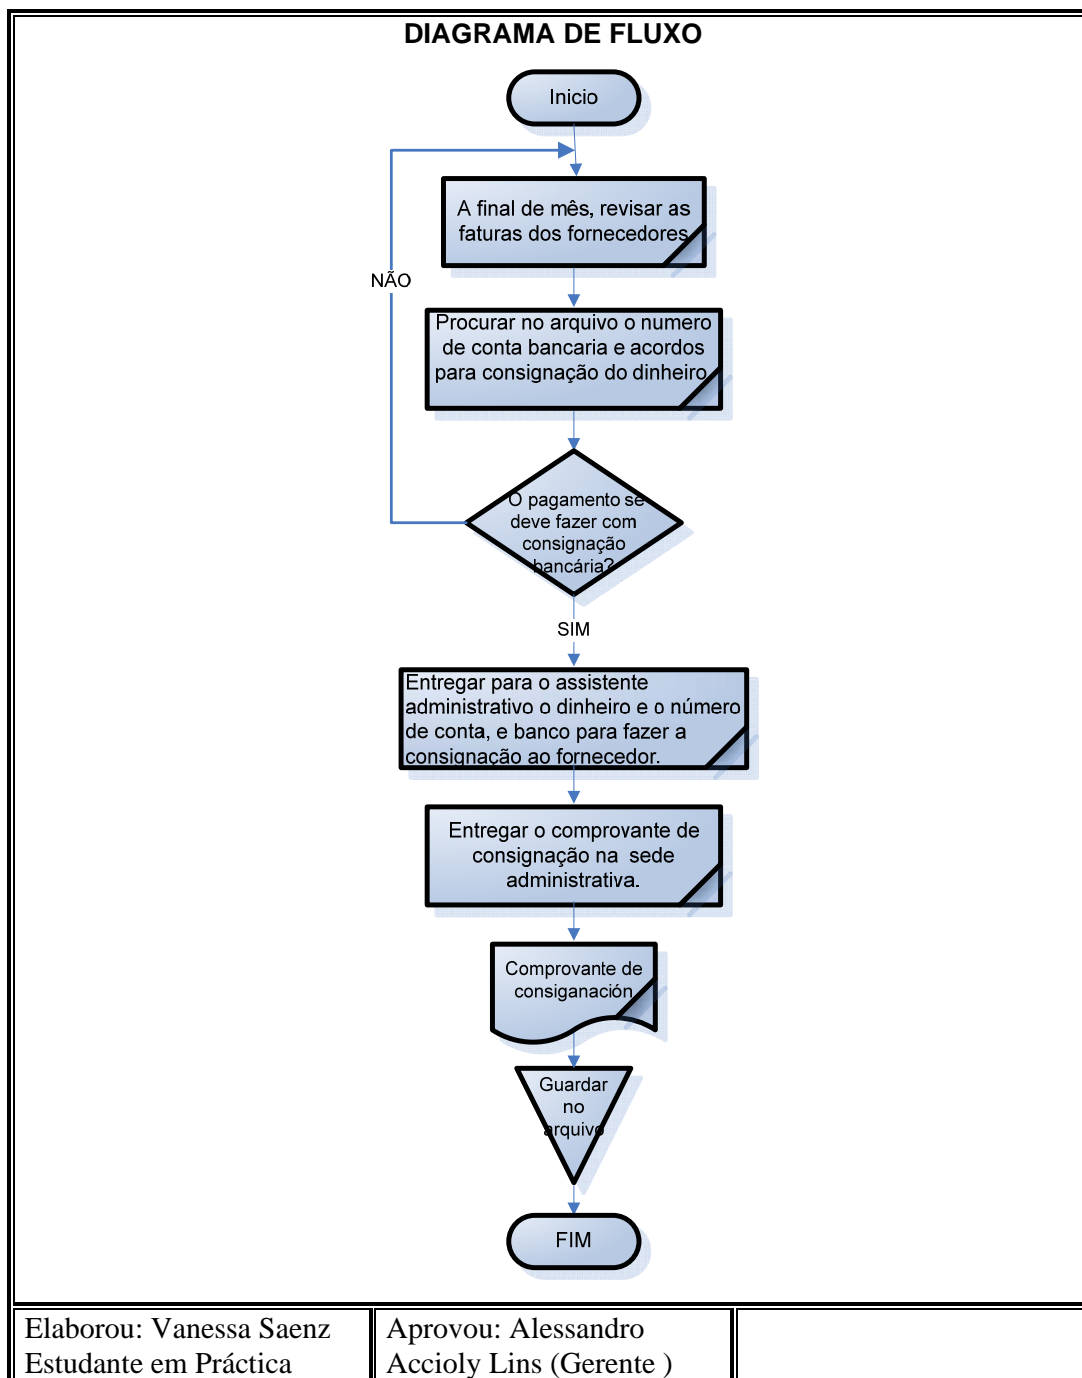 DIAGRAMA DE FLUXO
Inicio
A final de mês, revisar as
faturas dos fornecedores
NÃO
Procurar no arquivo o numero
de conta bancaria e acordos
para consignação do dinheiro
O pagamento se
deve fazer com
consignação
bancária?
SIM
Entregar para o assistente
administrativo o dinheiro e o número
de conta, e banco para fazer a
consignação ao fornecedor.
Entregar o comprovante de
consignação na sede
administrativa.
Comprovante de
consiganación
Guardar
no
arquivo
FIM
Elaborou: Vanessa Saenz
Estudante em Práctica
Aprovou: Alessandro
Accioly Lins (Gerente )